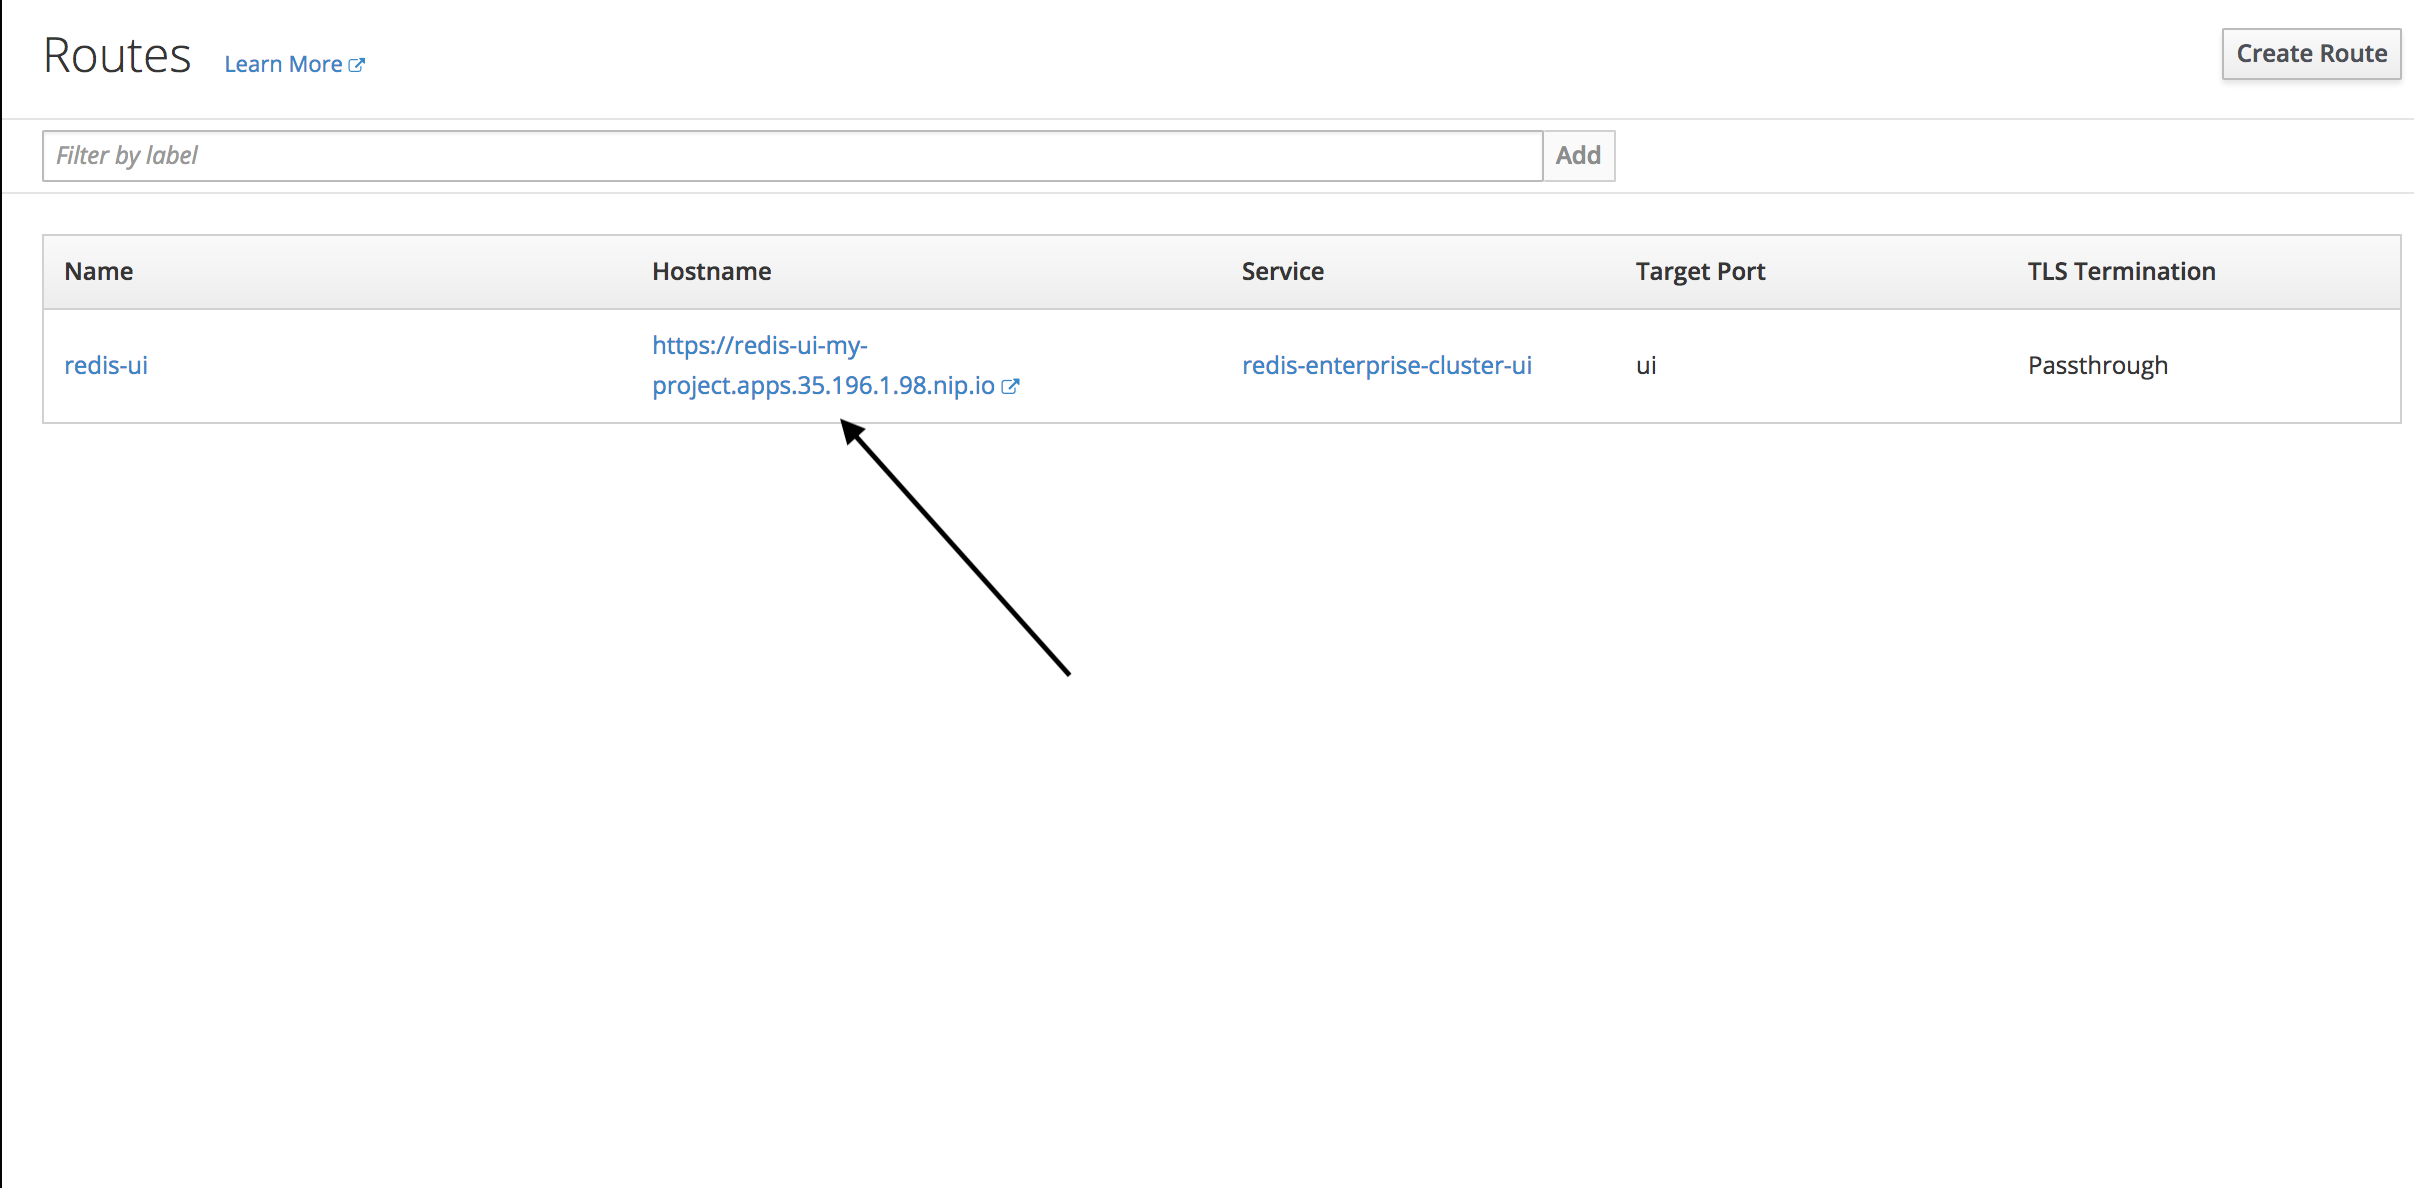 Routes Learn More
Create Route
Filter by label
Add
Name Hostname Service Target Port TLS Termination
redis-ui
https://redis-ui-my-
project.apps.35.196.1.98.nip.io
redis-enterprise-cluster-ui
ui
Passthrough